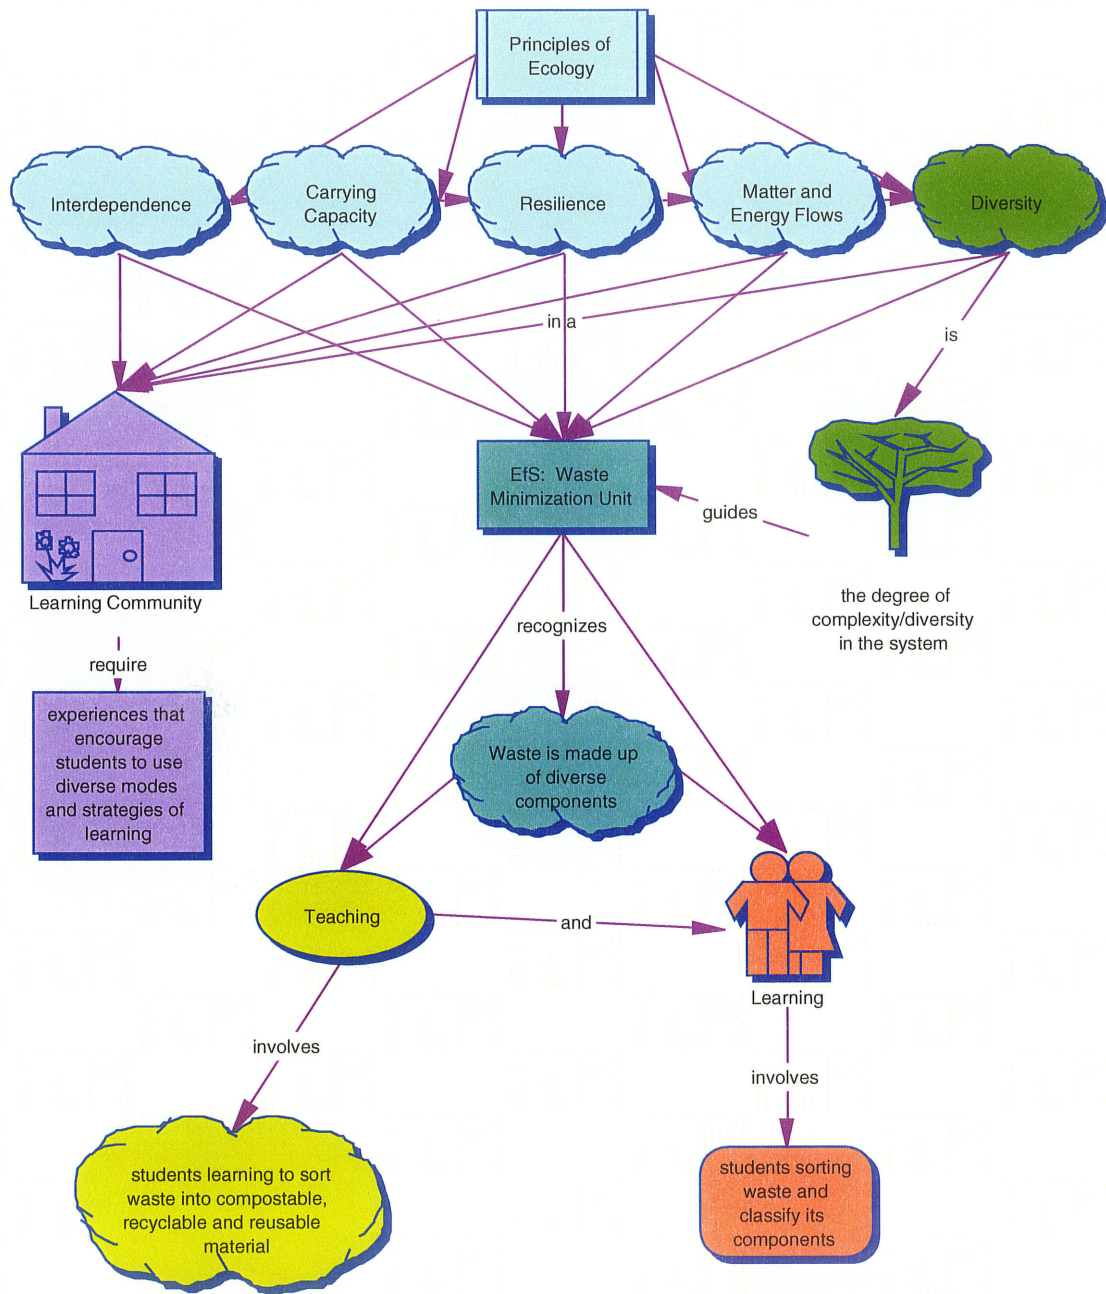 Principles of
Ecology
Interdependence
Carrying
Capacity
Resilience
Matter and
Energy Flows
Diversity
in a
is
EfS: Waste
Minimization Unit
guides
Learning Community
the degree of
complexity/diversity
in the system
recognizes
require
experiences that
encourage
students to use
diverse modes
and strategies of
learning
Waste is made up
of diverse
components
Teaching
and
Learning
involves
involves
students learning to sort
waste into compostable,
recyclable and reusable
material
students sorting
waste and
classify its
components